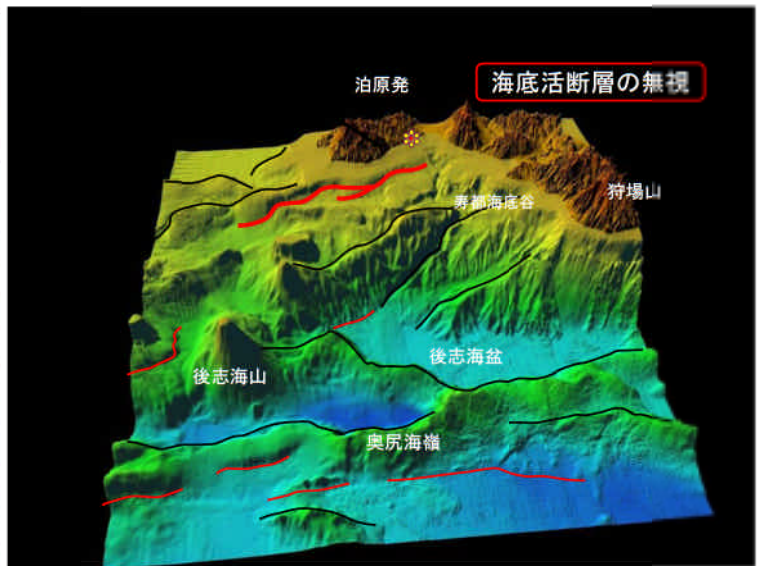 泊原発
海底活断層の無視
狩場山
寿都海底谷
後志海盆
後志海山
奥尻海嶺